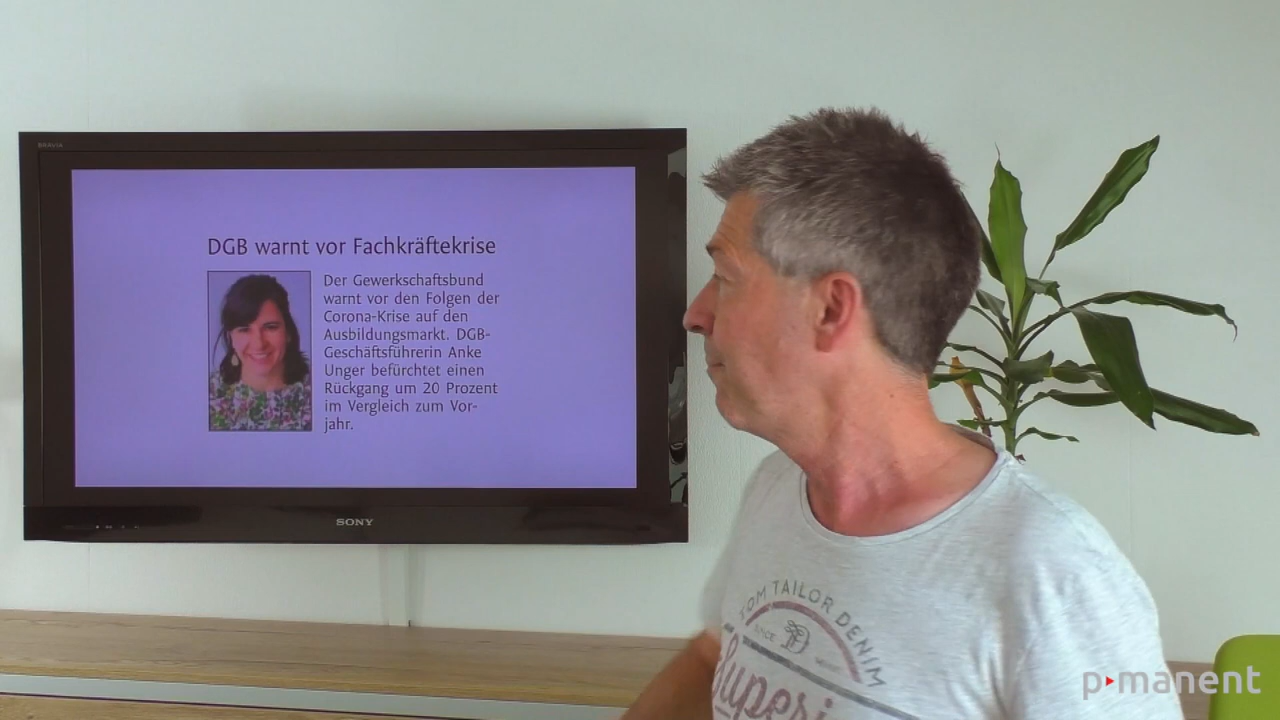 BRAVIA
DGB warnt vor Fachkräftekrise
Der Gewerkschaftsbund
warnt vor den Folgen der
Corona-Krise auf den
Ausbildungsmarkt. DGB-
Geschäftsführerin Anke
Unger befürchtet einen
Rückgang um 20 Prozent
im Vergleich zum Vor-
jahr.
SONY
TOM TAILOR DENIM
SINCE
Superi
p manent